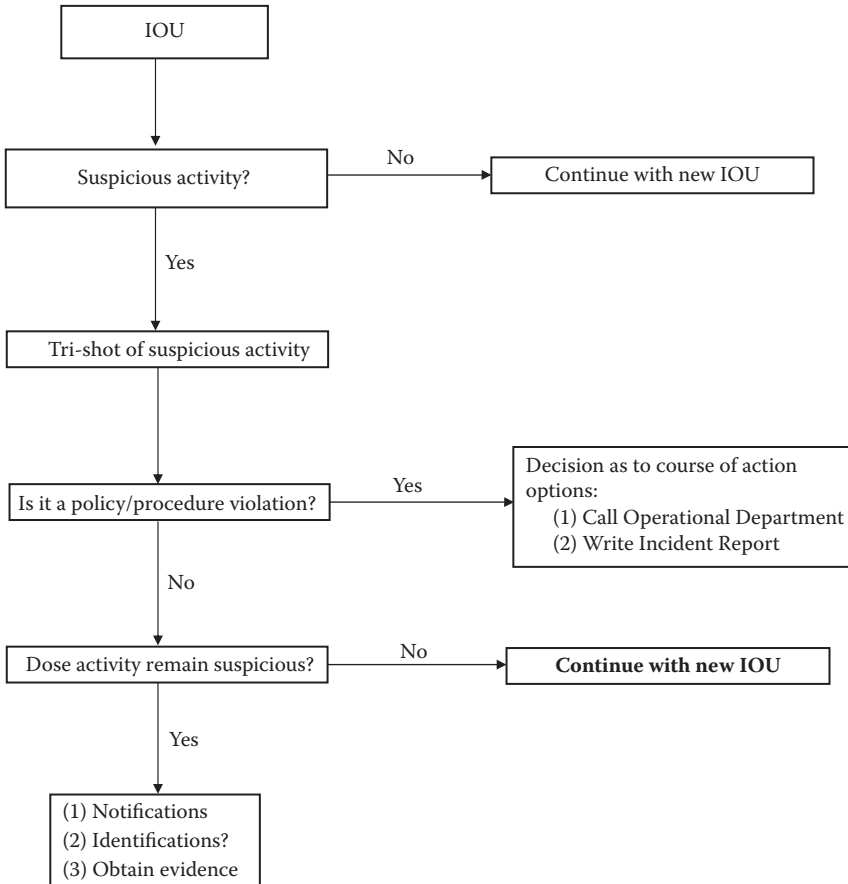 IOU
Suspicious activity?
No
Continue with new IOU
Yes
Tri-shot of suspicious activity
Is it a policy/procedure violation?
Yes
Decision as to course of action
options:
(1) Call Operational Department
(2) Write Incident Report
No
Dose activity remain suspicious?
No
Continue with new IOU
Yes
(1) Notifications
(2) Identifications?
(3) Obtain evidence